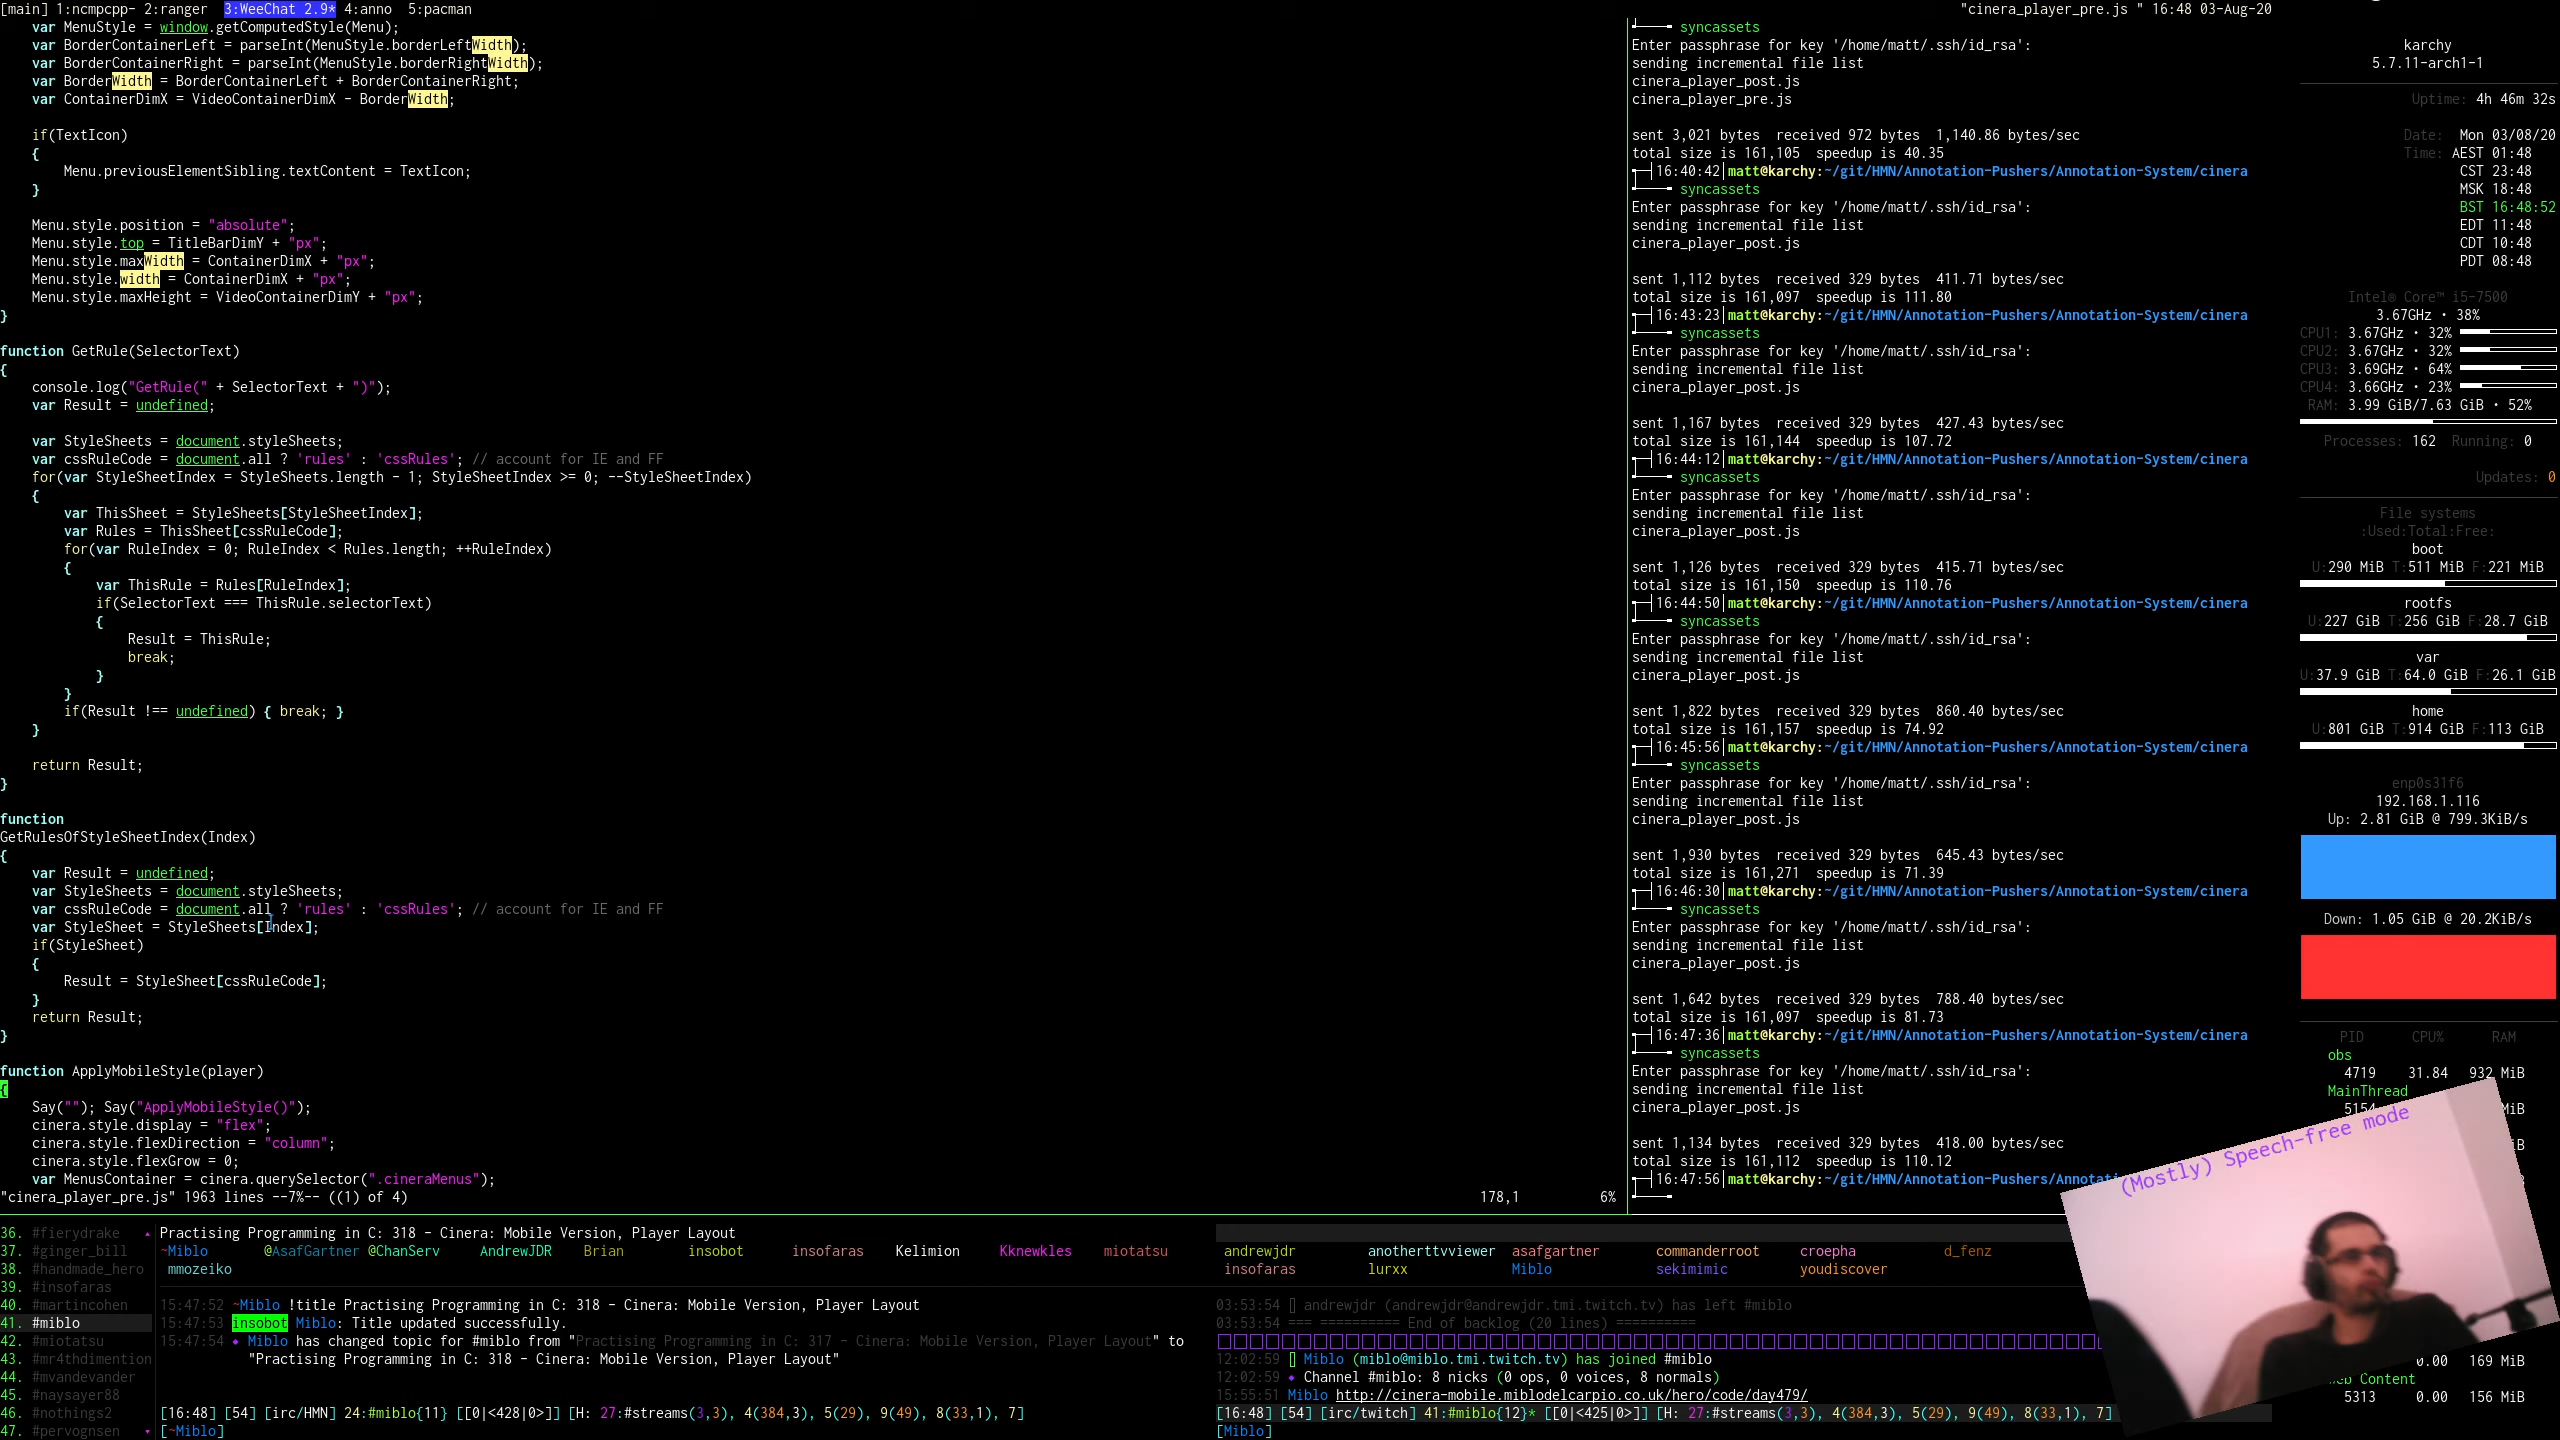 [main] 1:ncmpcpp- 2:ranger  3:WeeChat 2.9* 4:anno  5:pacman
"cinera_player_pre.js " 16:48 03-Aug-20
    var MenuStyle = window.getComputedStyle(Menu);
    var BorderContainerLeft = parseInt(MenuStyle.borderLeftWidth);
    var BorderContainerRight = parseInt(MenuStyle.borderRightWidth);
    var BorderWidth = BorderContainerLeft + BorderContainerRight;
    var ContainerDimX = VideoContainerDimX - BorderWidth;
    if(TextIcon)
    {
        Menu.previousElementSibling.textContent = TextIcon;
    }
    Menu.style.position = "absolute";
    Menu.style.top = TitleBarDimY + "px";
    Menu.style.maxWidth = ContainerDimX + "px";
    Menu.style.width = ContainerDimX + "px";
    Menu.style.maxHeight = VideoContainerDimY + "px";
}
function GetRule(SelectorText)
{
    console.log("GetRule(" + SelectorText + ")");
    var Result = undefined;
    var StyleSheets = document.styleSheets;
    var cssRuleCode = document.all ? 'rules' : 'cssRules'; // account for IE and FF
    for(var StyleSheetIndex = StyleSheets.length - 1; StyleSheetIndex >= 0; --StyleSheetIndex)
    {
        var ThisSheet = StyleSheets[StyleSheetIndex];
        var Rules = ThisSheet[cssRuleCode];
        for(var RuleIndex = 0; RuleIndex < Rules.length; ++RuleIndex)
        {
            var ThisRule = Rules[RuleIndex];
            if(SelectorText === ThisRule.selectorText)
            {
                Result = ThisRule;
                break;
            }
        }
        if(Result !== undefined) { break; }
    }
    return Result;
}
function
GetRulesOfStyleSheetIndex(Index)
{
    var Result = undefined;
    var StyleSheets = document.styleSheets;
    var cssRuleCode = document.all ? 'rules' : 'cssRules'; // account for IE and FF
    var StyleSheet = StyleSheets[Index];
    if(StyleSheet)
    {
        Result = StyleSheet[cssRuleCode];
    }
    return Result;
}
function ApplyMobileStyle(player)
{
    Say(""); Say("ApplyMobileStyle()");
    cinera.style.display = "flex";
    cinera.style.flexDirection = "column";
    cinera.style.flexGrow = 0;
    var MenusContainer = cinera.querySelector(".cineraMenus");
"cinera_player_pre.js" 1963 lines --7%-- ((1) of 4)    178,1    6%
syncassets
Enter passphrase for key '/home/matt/.ssh/id_rsa':
sending incremental file list
cinera_player_post.js
cinera_player_pre.js
sent 3,021 bytes  received 972 bytes  1,140.86 bytes/sec
total size is 161,105  speedup is 40.35
16:40:42|matt@karchy:~/git/HMN/Annotation-Pushers/Annotation-System/cinera
syncassets
Enter passphrase for key '/home/matt/.ssh/id_rsa':
sending incremental file list
cinera_player_post.js
sent 1,112 bytes  received 329 bytes  411.71 bytes/sec
total size is 161,097  speedup is 111.80
16:43:23|matt@karchy:~/git/HMN/Annotation-Pushers/Annotation-System/cinera
syncassets
Enter passphrase for key '/home/matt/.ssh/id_rsa':
sending incremental file list
cinera_player_post.js
sent 1,167 bytes  received 329 bytes  427.43 bytes/sec
total size is 161,144  speedup is 107.72
16:44:12|matt@karchy:~/git/HMN/Annotation-Pushers/Annotation-System/cinera
syncassets
Enter passphrase for key '/home/matt/.ssh/id_rsa':
sending incremental file list
cinera_player_post.js
sent 1,126 bytes  received 329 bytes  415.71 bytes/sec
total size is 161,150  speedup is 110.76
16:44:50|matt@karchy:~/git/HMN/Annotation-Pushers/Annotation-System/cinera
syncassets
Enter passphrase for key '/home/matt/.ssh/id_rsa':
sending incremental file list
cinera_player_post.js
sent 1,822 bytes  received 329 bytes  860.40 bytes/sec
total size is 161,157  speedup is 74.92
16:45:56|matt@karchy:~/git/HMN/Annotation-Pushers/Annotation-System/cinera
syncassets
Enter passphrase for key '/home/matt/.ssh/id_rsa':
sending incremental file list
cinera_player_post.js
sent 1,930 bytes  received 329 bytes  645.43 bytes/sec
total size is 161,271  speedup is 71.39
16:46:30|matt@karchy:~/git/HMN/Annotation-Pushers/Annotation-System/cinera
syncassets
Enter passphrase for key '/home/matt/.ssh/id_rsa':
sending incremental file list
cinera_player_post.js
sent 1,642 bytes  received 329 bytes  788.40 bytes/sec
total size is 161,097  speedup is 81.73
16:47:36|matt@karchy:~/git/HMN/Annotation-Pushers/Annotation-System/cinera
syncassets
Enter passphrase for key '/home/matt/.ssh/id_rsa':
sending incremental file list
cinera_player_post.js
sent 1,134 bytes  received 329 bytes  418.00 bytes/sec
total size is 161,112  speedup is 110.12
16:47:56|matt@karchy:~/git/HMN/Annotation-Pushers/Annotat
karchy
5.7.11-arch1-1
Uptime: 4h 46m 32s
Date: Mon 03/08/20
Time: AEST 01:48
CST 23:48
MSK 18:48
BST 16:48:52
EDT 11:48
CDT 10:48
PDT 08:48
Intel® Core™ i5-7500
3.67GHz • 38%
CPU1: 3.67GHz • 32%
CPU2: 3.67GHz • 32%
CPU3: 3.69GHz • 64%
CPU4: 3.66GHz • 23%
RAM: 3.99 GiB/7.63 GiB • 52%
Processes: 162  Running: 0
Updates: 0
File systems
:Used:Total:Free:
boot
U:290 MiB T:511 MiB F:221 MiB
rootfs
U:227 GiB T:256 GiB F:28.7 GiB
var
U:37.9 GiB T:64.0 GiB F:26.1 GiB
home
U:801 GiB T:914 GiB F:113 GiB
enp0s31f6
192.168.1.116
Up: 2.81 GiB @ 799.3KiB/s
Down: 1.05 GiB @ 20.2KiB/s
PID  CPU%  RAM
obs
4719  31.84  932 MiB
MainThread
5154
(Mostly) Speech-free mode
0.00  169 MiB
Content
5313  0.00  156 MiB
36. #fierydrake
37. #ginger_bill
38. #handmade_hero
39. #insofaras
40. #martincohen
41. #miblo
42. #miotatsu
43. #mr4thdimention
44. #mvandevander
45. #naysayer88
46. #nothings2
47. #pervognsen
Practising Programming in C: 318 - Cinera: Mobile Version, Player Layout
~Miblo  @AsafGartner @ChanServ  AndrewJDR  Brian  insobot  insofaras  Kelimion  Kknewkles  miotatsu
mmozeiko
15:47:52 ~Miblo !title Practising Programming in C: 318 - Cinera: Mobile Version, Player Layout
15:47:53 insobot Miblo: Title updated successfully.
15:47:54 Miblo has changed topic for #miblo from "Practising Programming in C: 317 - Cinera: Mobile Version, Player Layout" to
"Practising Programming in C: 318 - Cinera: Mobile Version, Player Layout"
[16:48] [54] [irc/HMN] 24:#miblo{11} [[0|<428|0>]] [H: 27:#streams(3,3), 4(384,3), 5(29), 9(49), 8(33,1), 7]
[~Miblo]
andrewjdr  anotherttvviewer  asafgartner  commanderroot  croepha  d_fenz
insofaras  lurxx  Miblo  sekimimic  youdiscover
03:53:54 andrewjdr (andrewjdr@andrewjdr.tmi.twitch.tv) has left #miblo
03:53:54 === ========== End of backlog (20 lines) ==========
12:02:59 Miblo (miblo@miblo.tmi.twitch.tv) has joined #miblo
12:02:59 Channel #miblo: 8 nicks (0 ops, 0 voices, 8 normals)
15:55:51 Miblo http://cinera-mobile.miblodelcarpio.co.uk/hero/code/day479/
[16:48] [54] [irc/twitch] 41:#miblo{12}* [[0|<425|0>]] [H: 27:#streams(3,3), 4(384,3), 5(29), 9(49), 8(33,1), 7]
[Miblo]